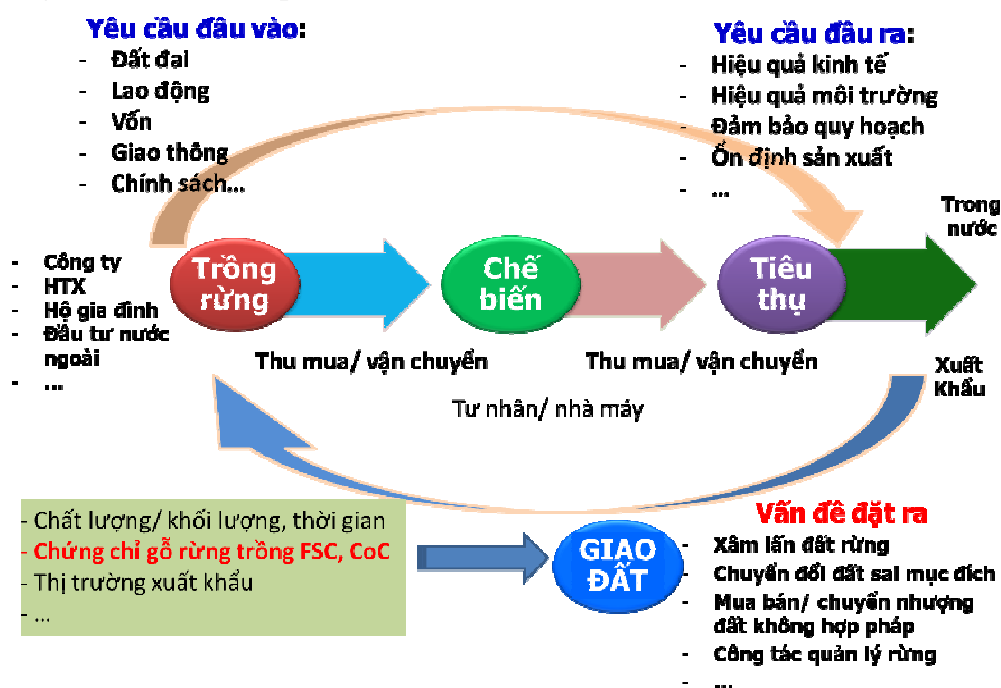 Yêu cầu đầu vào:
- Đất đai
- Lao động
- Vốn
- Giao thông
- Chính sách...
Yêu cầu đầu ra:
- Hiệu quả kinh tế
- Hiệu quả môi trường
- Đảm bảo quy hoạch
- Ổn định sản xuất
- ...
- Công ty
- HTX
- Hộ gia đình
- Đầu tư nước
ngoài
- ...
Trồng
rừng
Chế
biến
Tiêu
thụ
Trong
nước
Thu mua/ vận chuyển
Thu mua/ vận chuyển
Xuất
Khẩu
Tư nhân/ nhà máy
- Chất lượng/ khối lượng, thời gian
- Chứng chỉ gỗ rừng trồng FSC, CoC
- Thị trường xuất khẩu
- ...
GIAO
ĐẤT
Vấn đề đặt ra
- Xâm lấn đất rừng
- Chuyển đổi đất sai mục đích
- Mua bán/ chuyển nhượng
đất không hợp pháp
- Công tác quản lý rừng
- ...